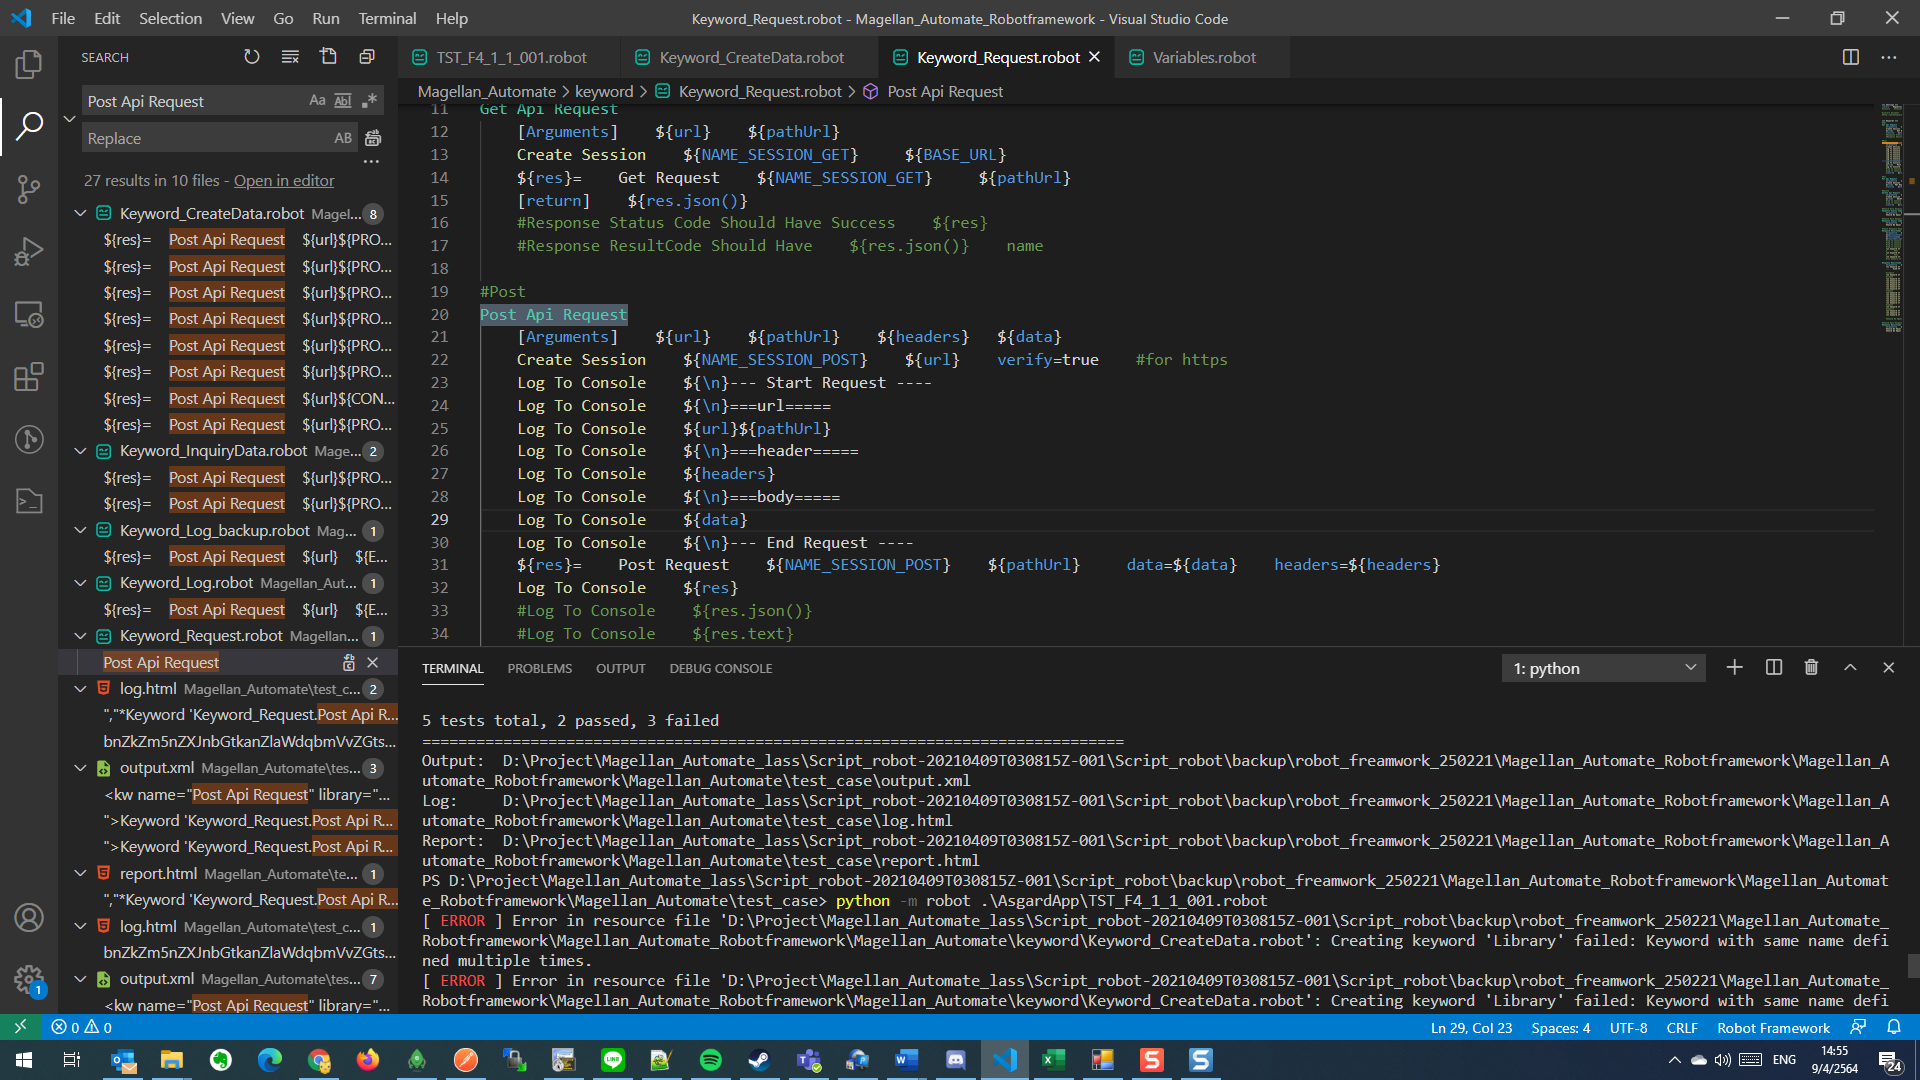 File Edit Selection View Go Run Terminal Help
Keyword_Request.robot - Magellan_Automate_Robotframework - Visual Studio Code
SEARCH
TST_F4_1_1_001.robot
Keyword_CreateData.robot
Keyword_Request.robot
Variables.robot
Post Api Request
Aa Abl .*
Replace
AB
27 results in 10 files - Open in editor
Keyword_CreateData.robot Magel... 8
${res}= Post Api Request ${url}${PRO...
${res}= Post Api Request ${url}${PRO...
${res}= Post Api Request ${url}${PRO...
${res}= Post Api Request ${url}${PRO...
${res}= Post Api Request ${url}${PRO...
${res}= Post Api Request ${url}${PRO...
${res}= Post Api Request ${url}${CON...
${res}= Post Api Request ${url}${PRO...
Keyword_InquiryData.robot Mage... 2
${res}= Post Api Request ${url}${PRO...
${res}= Post Api Request ${url}${PRO...
Keyword_Log_backup.robot Mag... 1
${res}= Post Api Request ${url} ${E...
Keyword_Log.robot Magellan_Aut... 1
${res}= Post Api Request ${url} ${E...
Keyword_Request.robot Magellan... 1
Post Api Request
log.html Magellan_Automate\test_c... 2
","*Keyword 'Keyword_Request.Post Api R...
bnZkZm5nZXJnbGtkanZlaWdqbmVvZGts...
output.xml Magellan_Automate\tes... 3
<kw name="Post Api Request" library="...
">Keyword 'Keyword_Request.Post Api R...
">Keyword 'Keyword_Request.Post Api R...
report.html Magellan_Automate\te... 1
","*Keyword 'Keyword_Request.Post Api R...
log.html Magellan_Automate\test_c... 1
bnZkZm5nZXJnbGtkanZlaWdqbmVvZGts...
output.xml Magellan_Automate\tes... 7
<kw name="Post Api Request" library="...
Magellan_Automate > keyword > Keyword_Request.robot > Post Api Request
11 Get Api Request
12 [Arguments] ${url} ${pathUrl}
13 Create Session ${NAME_SESSION_GET} ${BASE_URL}
14 ${res}= Get Request ${NAME_SESSION_GET} ${pathUrl}
15 [return] ${res.json()}
16 #Response Status Code Should Have Success ${res}
17 #Response ResultCode Should Have ${res.json()} name
18
19 #Post
20 Post Api Request
21 [Arguments] ${url} ${pathUrl} ${headers} ${data}
22 Create Session ${NAME_SESSION_POST} ${url} verify=true #for https
23 Log To Console ${\n}--- Start Request ----
24 Log To Console ${\n}===url=====
25 Log To Console ${url}${pathUrl}
26 Log To Console ${\n}===header=====
27 Log To Console ${headers}
28 Log To Console ${\n}===body=====
29 Log To Console ${data}
30 Log To Console ${\n}--- End Request ----
31 ${res}= Post Request ${NAME_SESSION_POST} ${pathUrl} data=${data} headers=${headers}
32 Log To Console ${res}
33 #Log To Console ${res.json()}
34 #Log To Console ${res.text}
TERMINAL PROBLEMS OUTPUT DEBUG CONSOLE
1: python
5 tests total, 2 passed, 3 failed
==============================================================================
Output:  D:\Project\Magellan_Automate_lass\Script_robot-20210409T030815Z-001\Script_robot\backup\robot_freamwork_250221\Magellan_Automate_Robotframework\Magellan_A
utomate_Robotframework\Magellan_Automate\test_case\output.xml
Log:     D:\Project\Magellan_Automate_lass\Script_robot-20210409T030815Z-001\Script_robot\backup\robot_freamwork_250221\Magellan_Automate_Robotframework\Magellan_A
utomate_Robotframework\Magellan_Automate\test_case\log.html
Report:  D:\Project\Magellan_Automate_lass\Script_robot-20210409T030815Z-001\Script_robot\backup\robot_freamwork_250221\Magellan_Automate_Robotframework\Magellan_A
utomate_Robotframework\Magellan_Automate\test_case\report.html
PS D:\Project\Magellan_Automate_lass\Script_robot-20210409T030815Z-001\Script_robot\backup\robot_freamwork_250221\Magellan_Automate_Robotframework\Magellan_Automat
e_Robotframework\Magellan_Automate\test_case> python -m robot .\AsgardApp\TST_F4_1_1_001.robot
[ ERROR ] Error in resource file 'D:\Project\Magellan_Automate_lass\Script_robot-20210409T030815Z-001\Script_robot\backup\robot_freamwork_250221\Magellan_Automate_
Robotframework\Magellan_Automate_Robotframework\Magellan_Automate\keyword\Keyword_CreateData.robot': Creating keyword 'Library' failed: Keyword with same name defi
ned multiple times.
[ ERROR ] Error in resource file 'D:\Project\Magellan_Automate_lass\Script_robot-20210409T030815Z-001\Script_robot\backup\robot_freamwork_250221\Magellan_Automate_
Robotframework\Magellan_Automate_Robotframework\Magellan_Automate\keyword\Keyword_CreateData.robot': Creating keyword 'Library' failed: Keyword with same name defi
1
0 0
Ln 29, Col 23 Spaces: 4 UTF-8 CRLF Robot Framework
ENG
14:55
9/4/2564
24